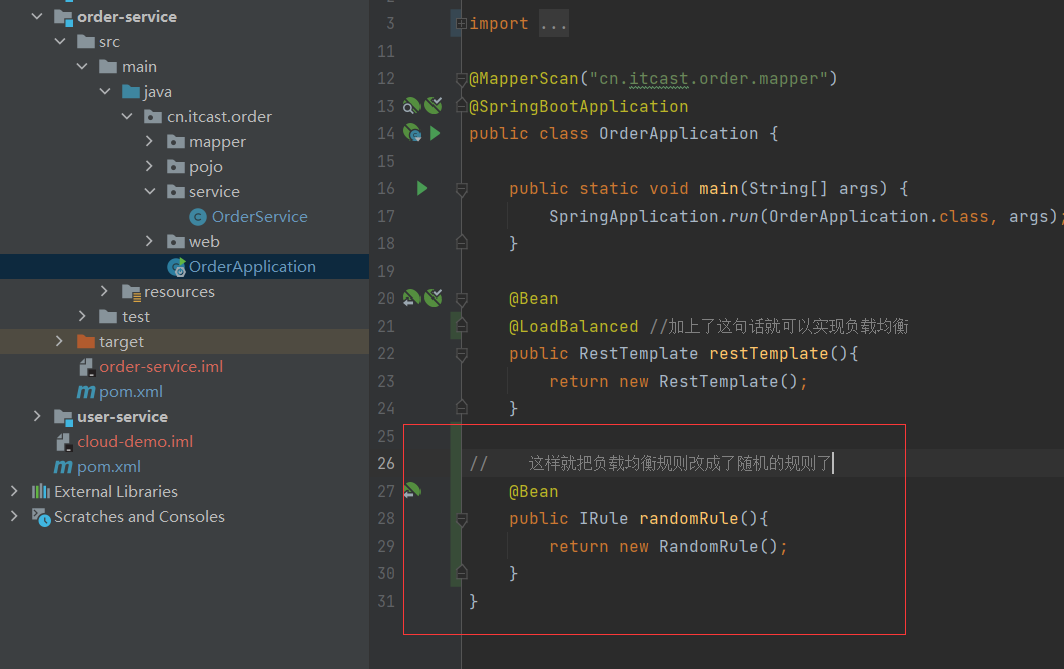 order-service
src
main
java
cn.itcast.order
mapper
pojo
service
OrderService
web
OrderApplication
resources
test
target
order-service.iml
pom.xml
user-service
cloud-demo.iml
pom.xml
External Libraries
Scratches and Consoles
3 import ...
11
12 @MapperScan("cn.itcast.order.mapper")
13 @SpringBootApplication
14 public class OrderApplication {
15
16 public static void main(String[] args) {
17 SpringApplication.run(OrderApplication.class, args);
18 }
19
20 @Bean
21 @LoadBalanced //加上了这句话就可以实现负载均衡
22 public RestTemplate restTemplate(){
23 return new RestTemplate();
24 }
25
26 // 这样就把负载均衡规则改成了随机的规则了
27 @Bean
28 public IRule randomRule(){
29 return new RandomRule();
30 }
31 }